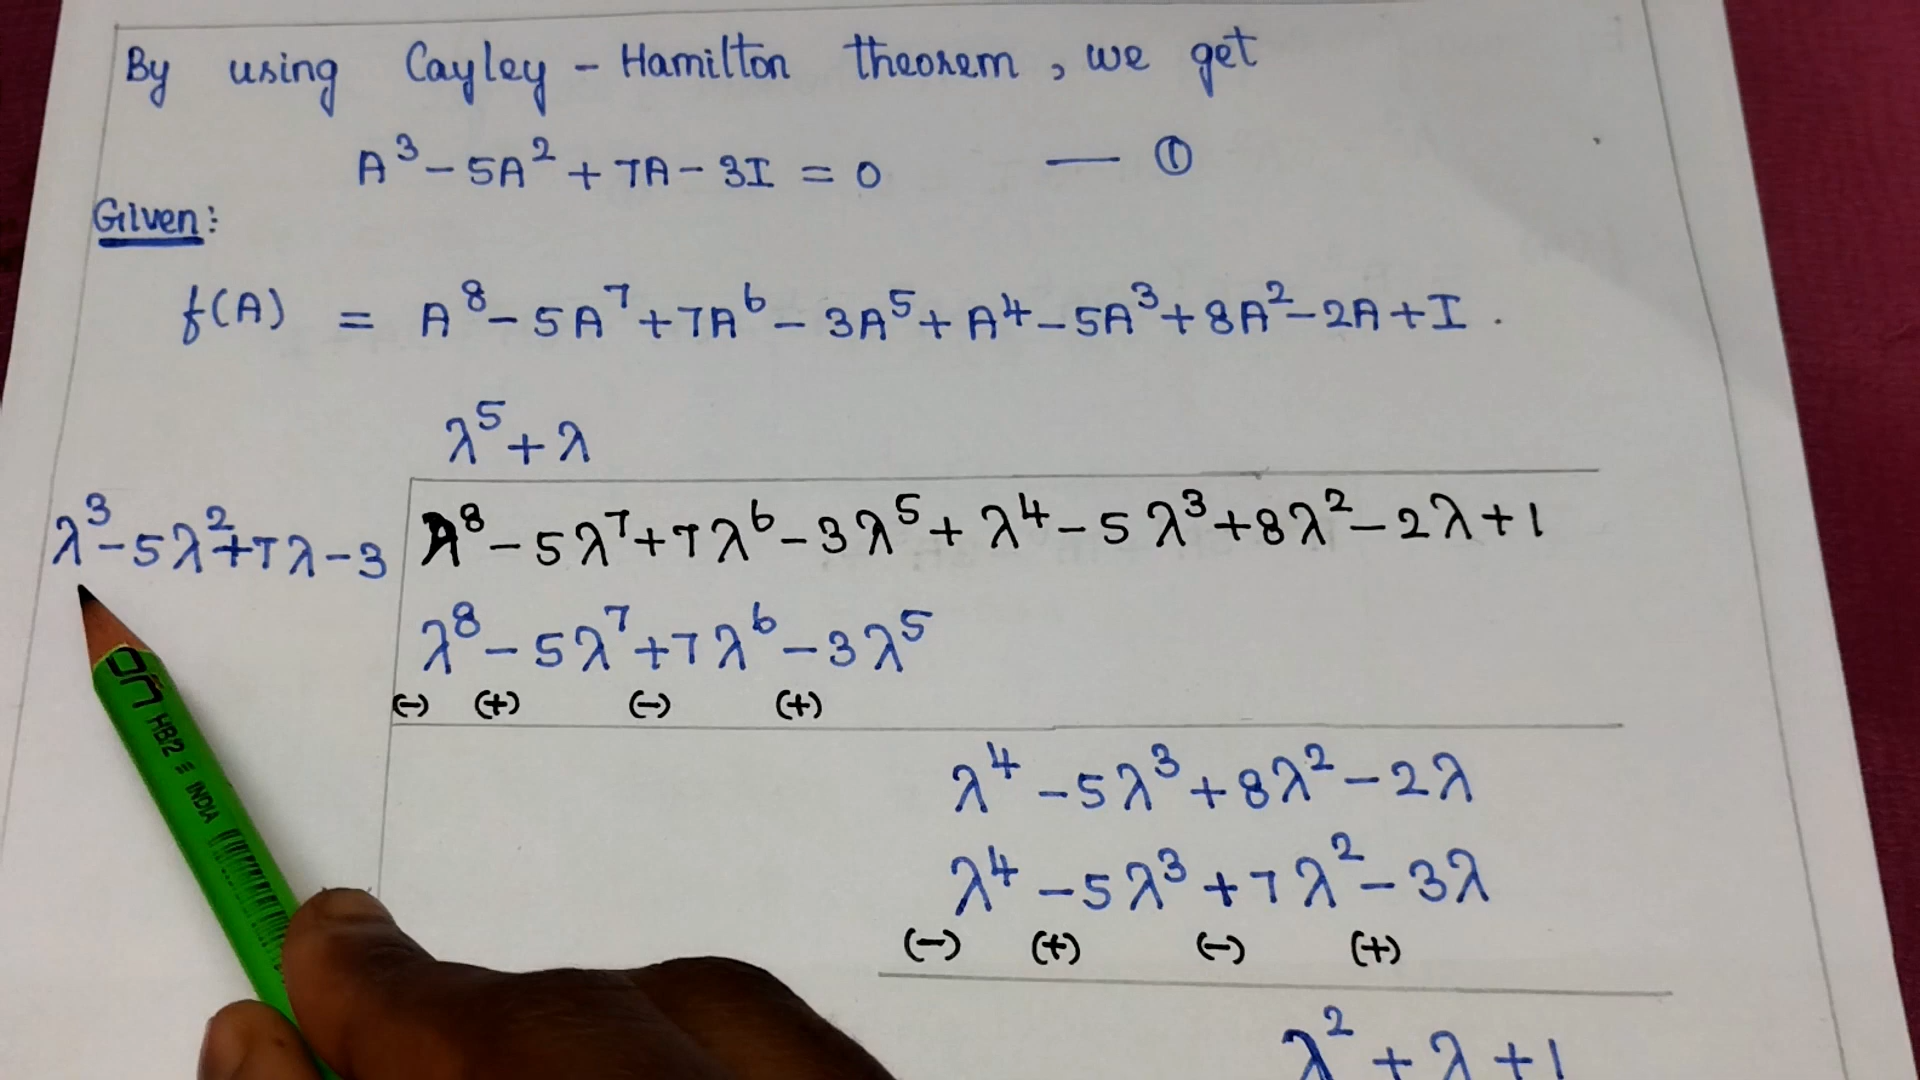 By using Cayley - Hamilton theorem, we get
A³ - 5A² + 7A - 3I = 0 — ①
Given:
f(A) = A⁸ - 5A⁷ + 7A⁶ - 3A⁵ + A⁴ - 5A³ + 8A² - 2A + I.
λ⁵ + λ
λ³ - 5λ² + 7λ - 3 λ⁸ - 5λ⁷ + 7λ⁶ - 3λ⁵ + λ⁴ - 5λ³ + 8λ² - 2λ + 1
λ⁸ - 5λ⁷ + 7λ⁶ - 3λ⁵
(-) (+) (-) (+)
λ⁴ - 5λ³ + 8λ² - 2λ
λ⁴ - 5λ³ + 7λ² - 3λ
(-) (+) (-) (+)
λ² + λ + 1
HB/2 = INDIA